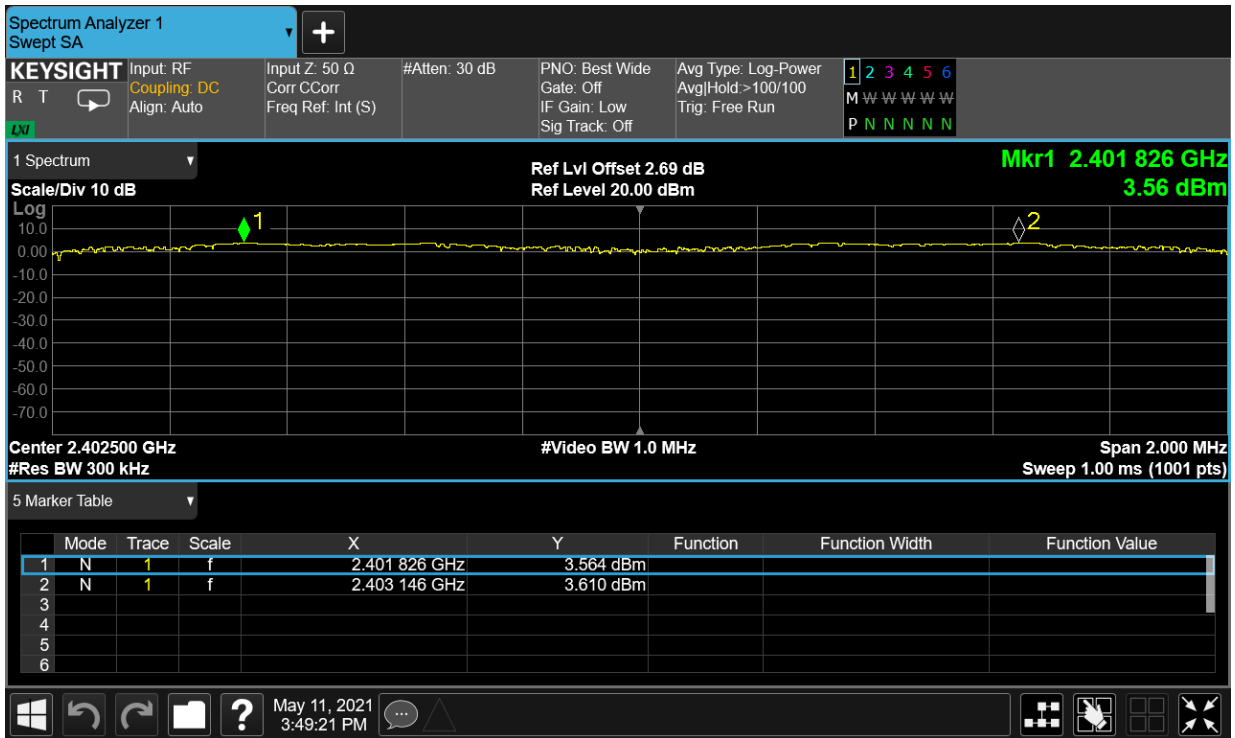 Spectrum Analyzer 1
Swept SA
KEYSIGHT
R T
LXI
Input: RF
Coupling: DC
Align: Auto
Input Z: 50 Ω
Corr CCorr
Freq Ref: Int (S)
#Atten: 30 dB
PNO: Best Wide
Gate: Off
IF Gain: Low
Sig Track: Off
Avg Type: Log-Power
Avg|Hold:>100/100
Trig: Free Run
1 2 3 4 5 6
M W W W W W
P N N N N N
1 Spectrum
Scale/Div 10 dB
Ref Lvl Offset 2.69 dB
Ref Level 20.00 dBm
Mkr1 2.401 826 GHz
3.56 dBm
Log
1
2
10.0
0.00
-10.0
-20.0
-30.0
-40.0
-50.0
-60.0
-70.0
Center 2.402500 GHz
#Video BW 1.0 MHz
Span 2.000 MHz
#Res BW 300 kHz
Sweep 1.00 ms (1001 pts)
5 Marker Table
Mode Trace Scale X Y Function Function Width Function Value
1 N 1 f 2.401 826 GHz 3.564 dBm
2 N 1 f 2.403 146 GHz 3.610 dBm
3
4
5
6
?
May 11, 2021
3:49:21 PM